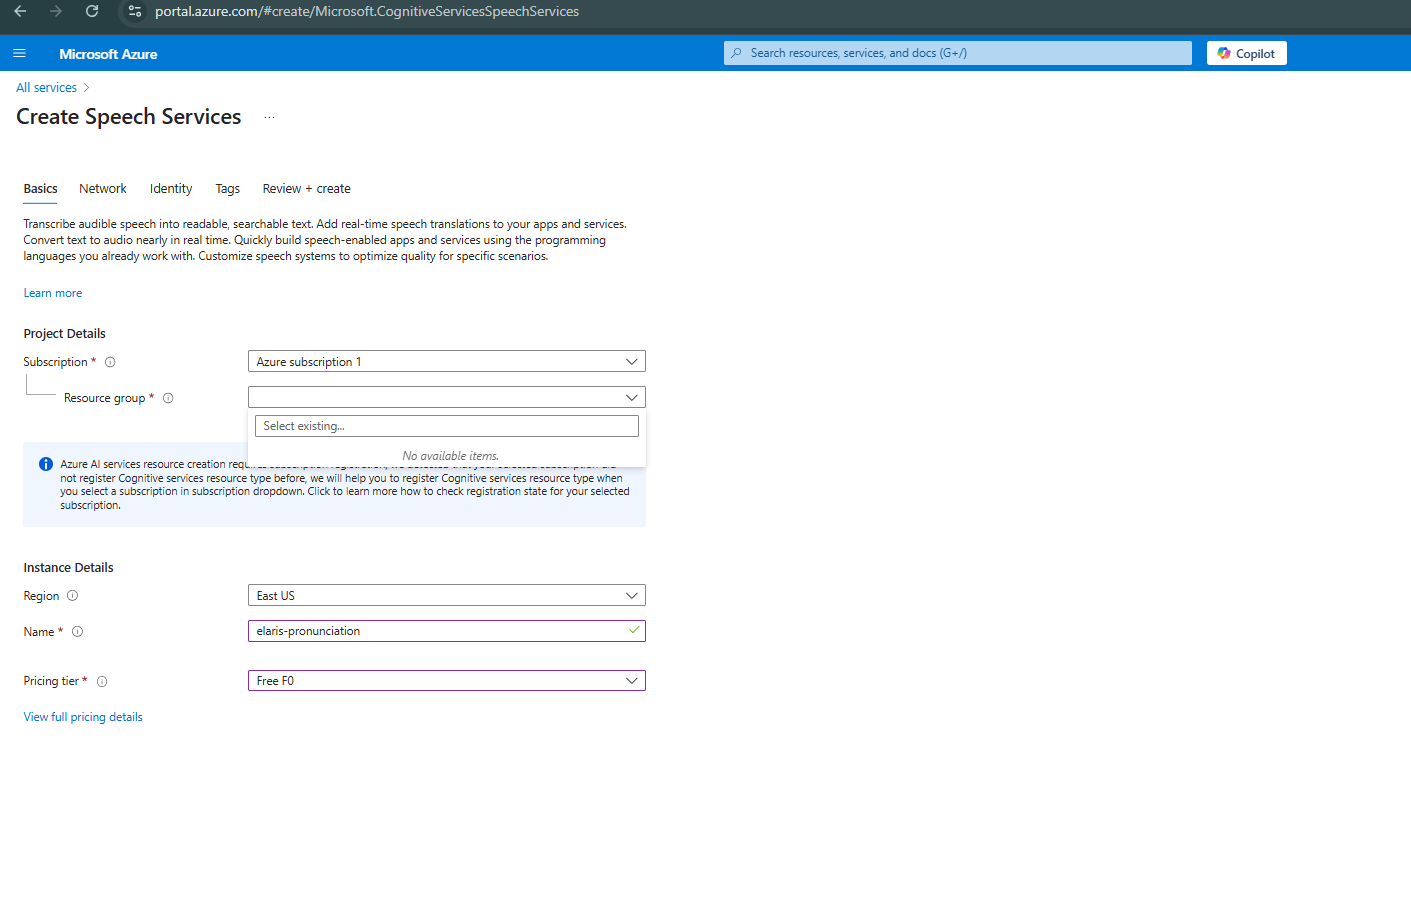 portal.azure.com/#create/Microsoft.CognitiveServicesSpeechServices
Microsoft Azure
Search resources, services, and docs (G+/)
Copilot
All services
Create Speech Services
...
Basics
Network
Identity
Tags
Review + create
Transcribe audible speech into readable, searchable text. Add real-time speech translations to your apps and services.
Convert text to audio nearly in real time. Quickly build speech-enabled apps and services using the programming
languages you already work with. Customize speech systems to optimize quality for specific scenarios.
Learn more
Project Details
Subscription *
Azure subscription 1
Resource group *
Select existing...
No available items.
Azure AI services resource creation
not register Cognitive services resource type before, we will help you to register Cognitive services resource type when
you select a subscription in subscription dropdown. Click to learn more how to check registration state for your selected
subscription.
Instance Details
Region
East US
Name *
elaris-pronunciation
Pricing tier *
Free F0
View full pricing details